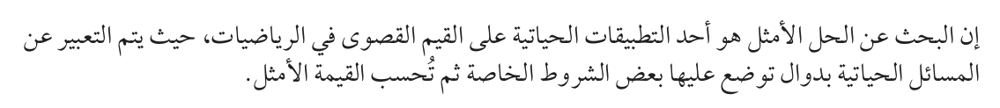 إن البحث عن الحل الأمثل هو أحد التطبيقات الحياتية على القيم القصوى في الرياضيات، حيث يتم التعبير عن
المسائل الحياتية بدوال توضع عليها بعض الشروط الخاصة ثم تُحسب القيمة الأمثل.